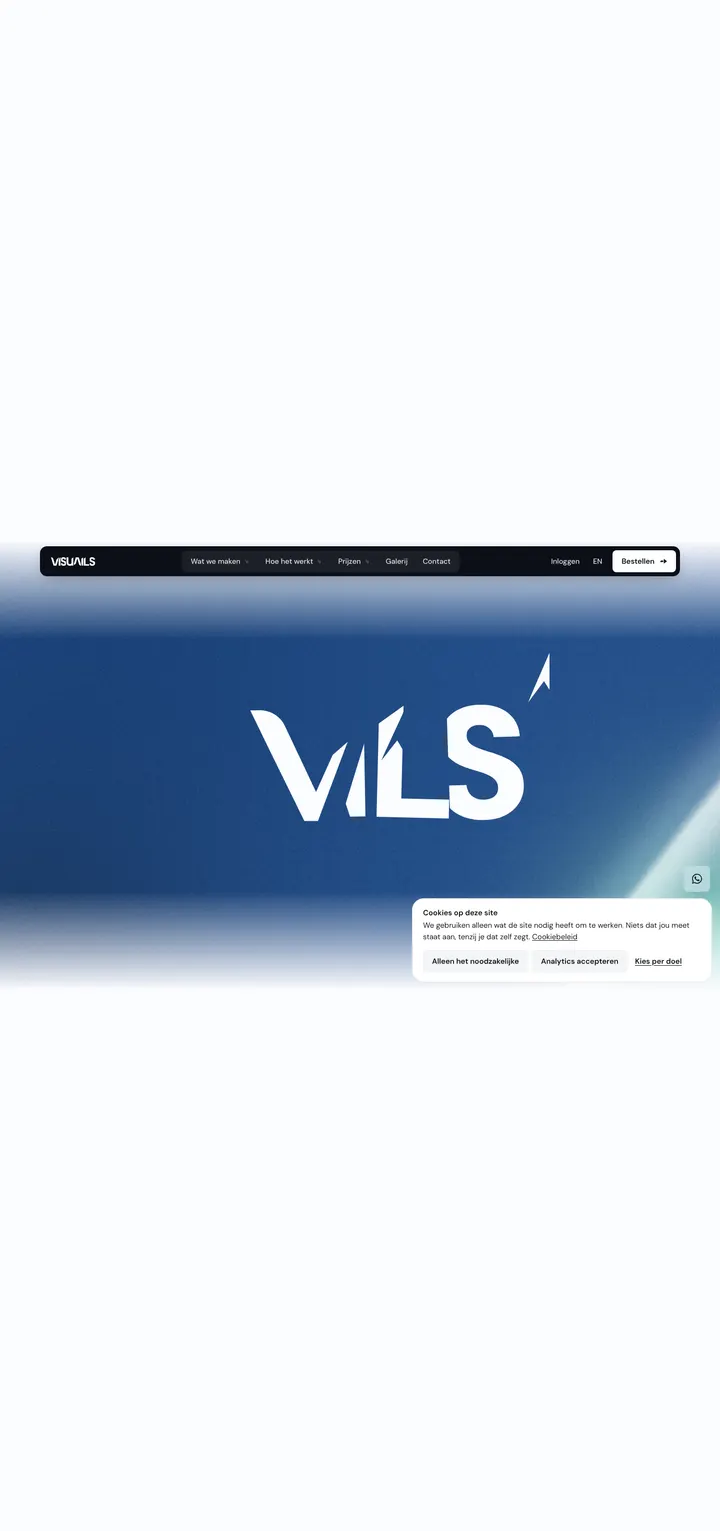 VISUAILS
Wat we maken
Hoe het werkt
Prijzen
Galerij
Contact
Inloggen
EN
Bestellen
Cookies op deze site
We gebruiken alleen wat de site nodig heeft om te werken. Niets dat jou meet
staat aan, tenzij je dat zelf zegt. Cookiebeleid
Alleen het noodzakelijke
Analytics accepteren
Kies per doel